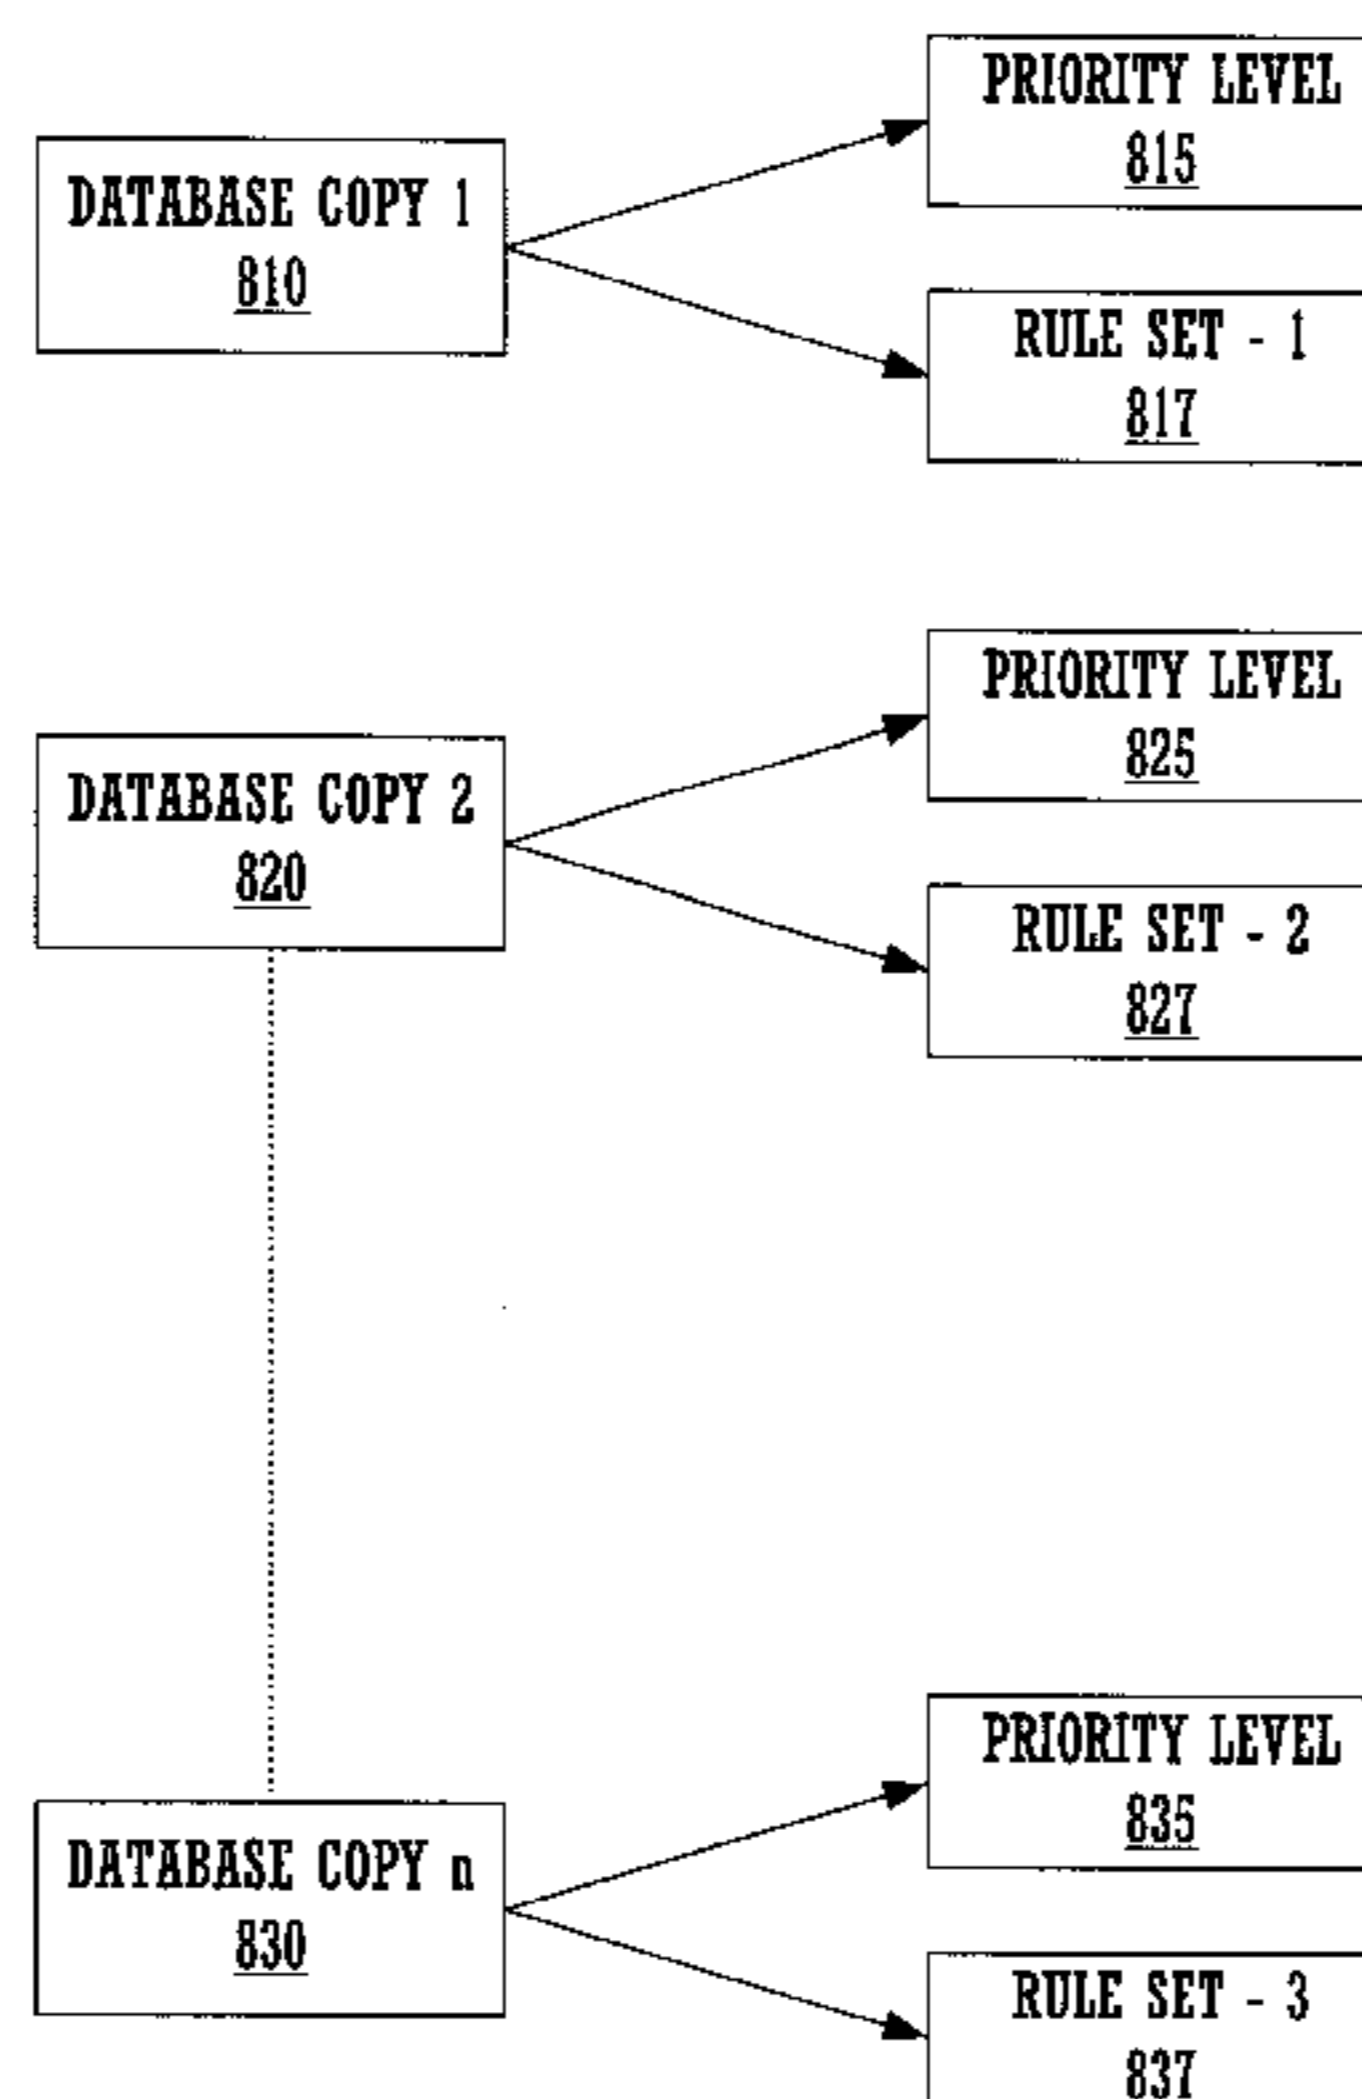 PRIORITY LEVEL
815
DATABASE COPY 1
810
RULE SET - 1
817
PRIORITY LEVEL
825
DATABASE COPY 2
820
RULE SET - 2
827
PRIORITY LEVEL
835
DATABASE COPY n
830
RULE SET - 3
837